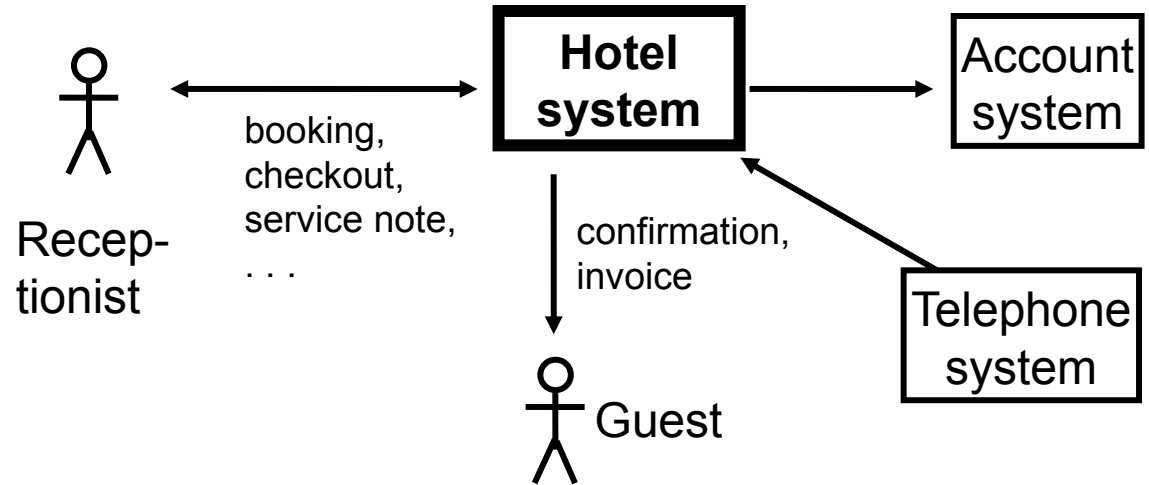 Hotel
system
Account
system
booking,
checkout,
service note,
. . .
Recep-
tionist
confirmation,
invoice
Telephone
system
Guest